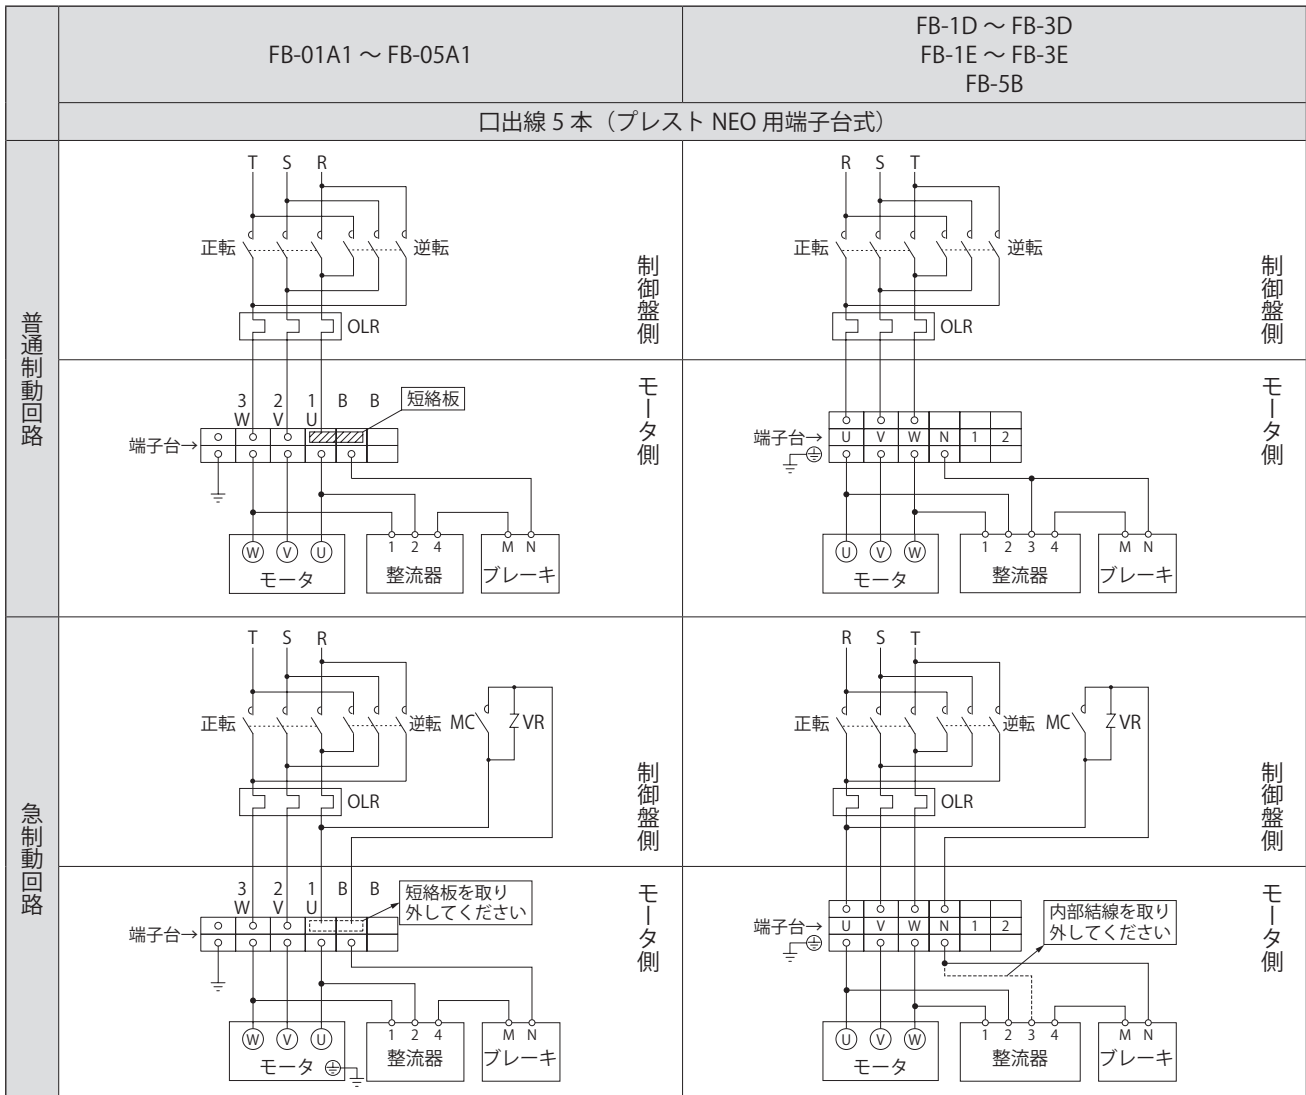 FB-01A1 ～ FB-05A1
FB-1D ～ FB-3D
FB-1E ～ FB-3E
FB-5B
口出線 5 本（プレスト NEO 用端子台式）
普通制動回路
T S R
正転 逆転
OLR
制御盤側
3 2 1 B B
W V U
短絡板
端子台→
モータ側
W V U
モータ
1 2 4
整流器
M N
ブレーキ
R S T
正転 逆転
OLR
制御盤側
端子台→
U V W N 1 2
モータ側
U V W
モータ
1 2 3 4
整流器
M N
ブレーキ
急制動回路
T S R
正転 逆転 MC VR
OLR
制御盤側
3 2 1 B B
W V U
短絡板を取り
外してください
端子台→
モータ側
W V U
モータ
1 2 4
整流器
M N
ブレーキ
R S T
正転 逆転 MC VR
OLR
制御盤側
端子台→
U V W N 1 2
内部結線を取り
外してください
モータ側
U V W
モータ
1 2 3 4
整流器
M N
ブレーキ